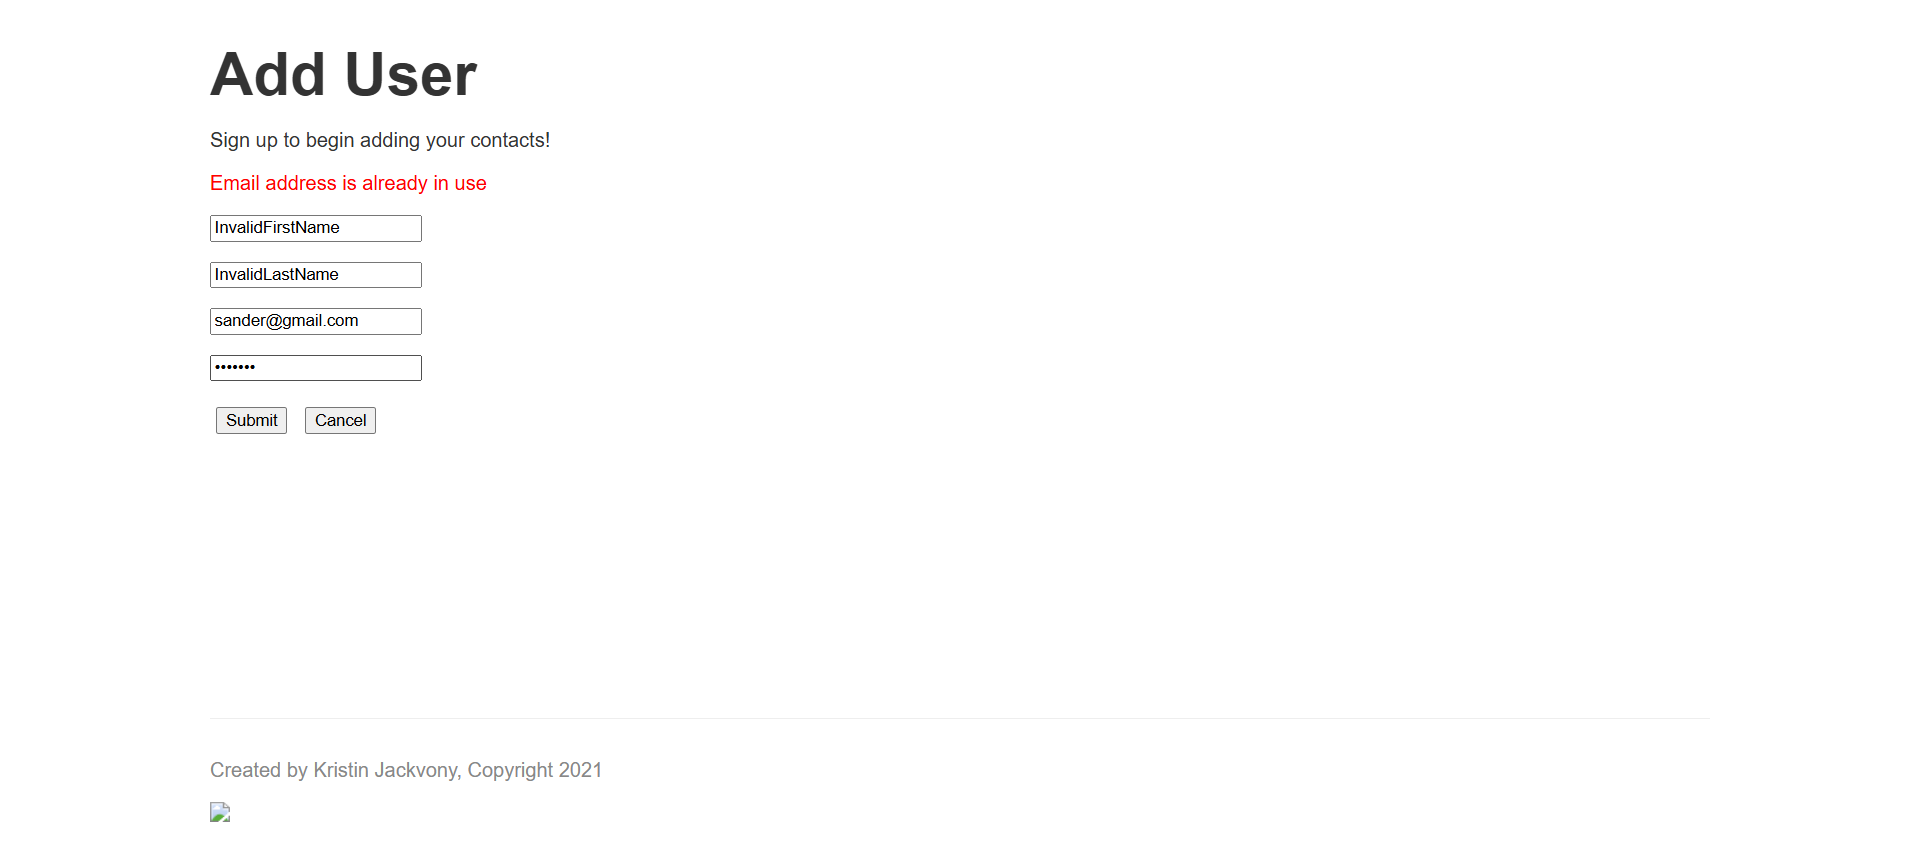 Add User
Sign up to begin adding your contacts!
Email address is already in use
InvalidFirstName
InvalidLastName
sander@gmail.com
•••••••
Submit Cancel
Created by Kristin Jackvony, Copyright 2021